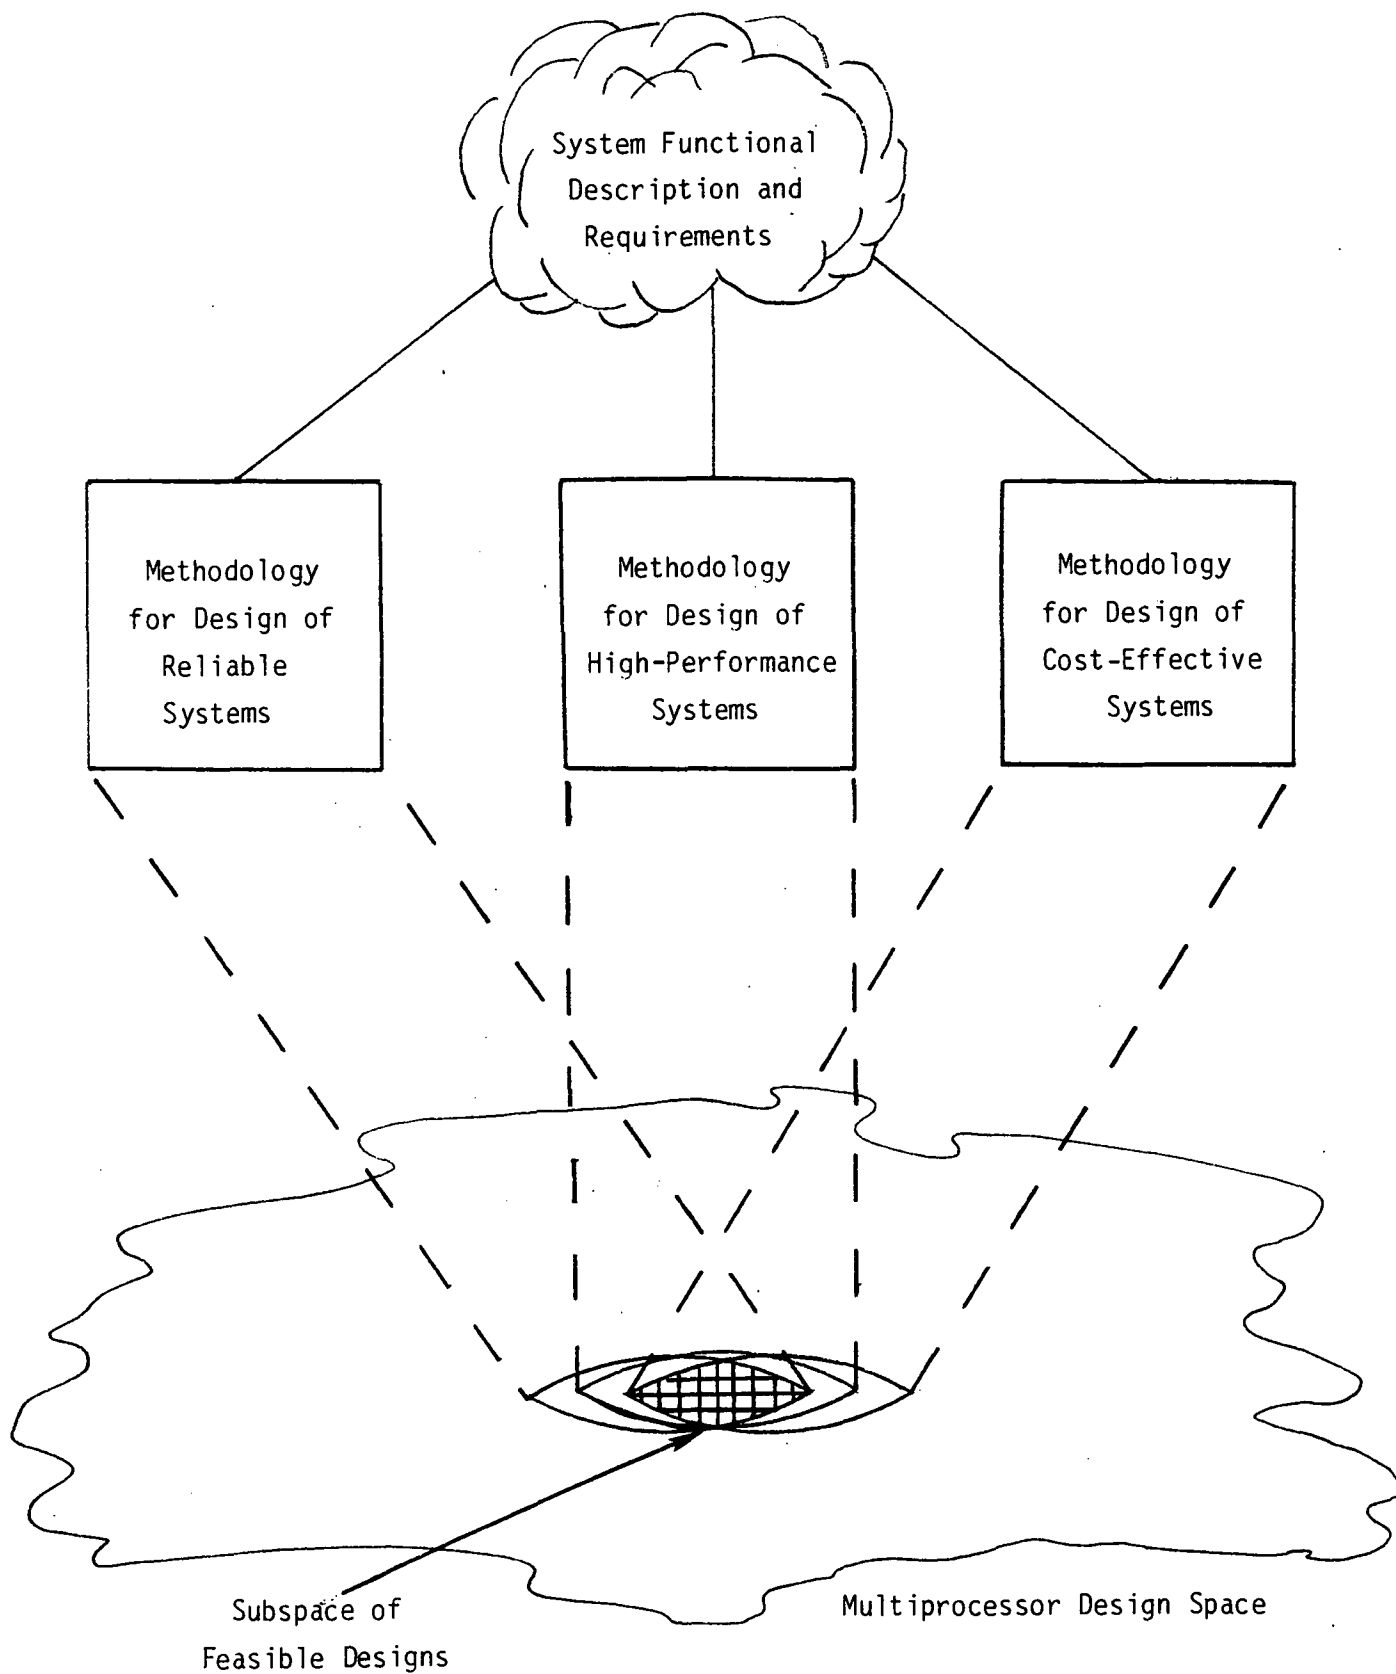 System Functional
Description and
Requirements
Methodology
for Design of
Reliable
Systems
Methodology
for Design of
High-Performance
Systems
Methodology
for Design of
Cost-Effective
Systems
Subspace of
Feasible Designs
Multiprocessor Design Space